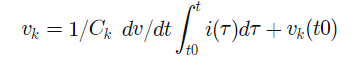 v_k = 1/C_k dv/dt ∫_{t0}^{t} i(τ)dτ + v_k(t0)